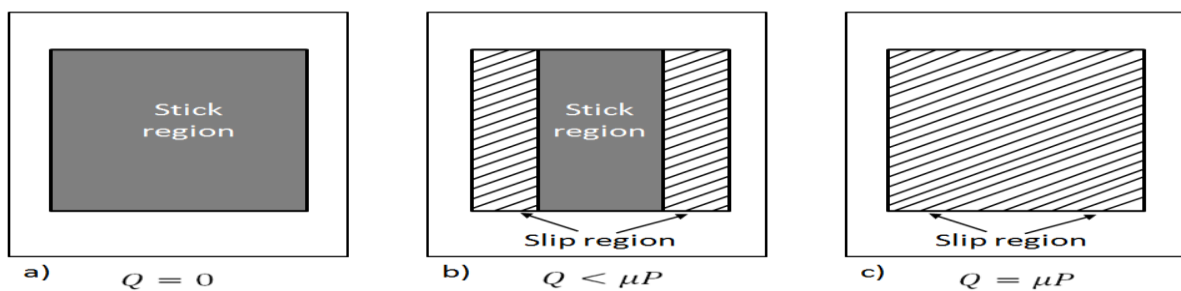 Stick
region
Stick
region
Slip region
Slip region
a)
Q = 0
b)
Q < μP
c)
Q = μP